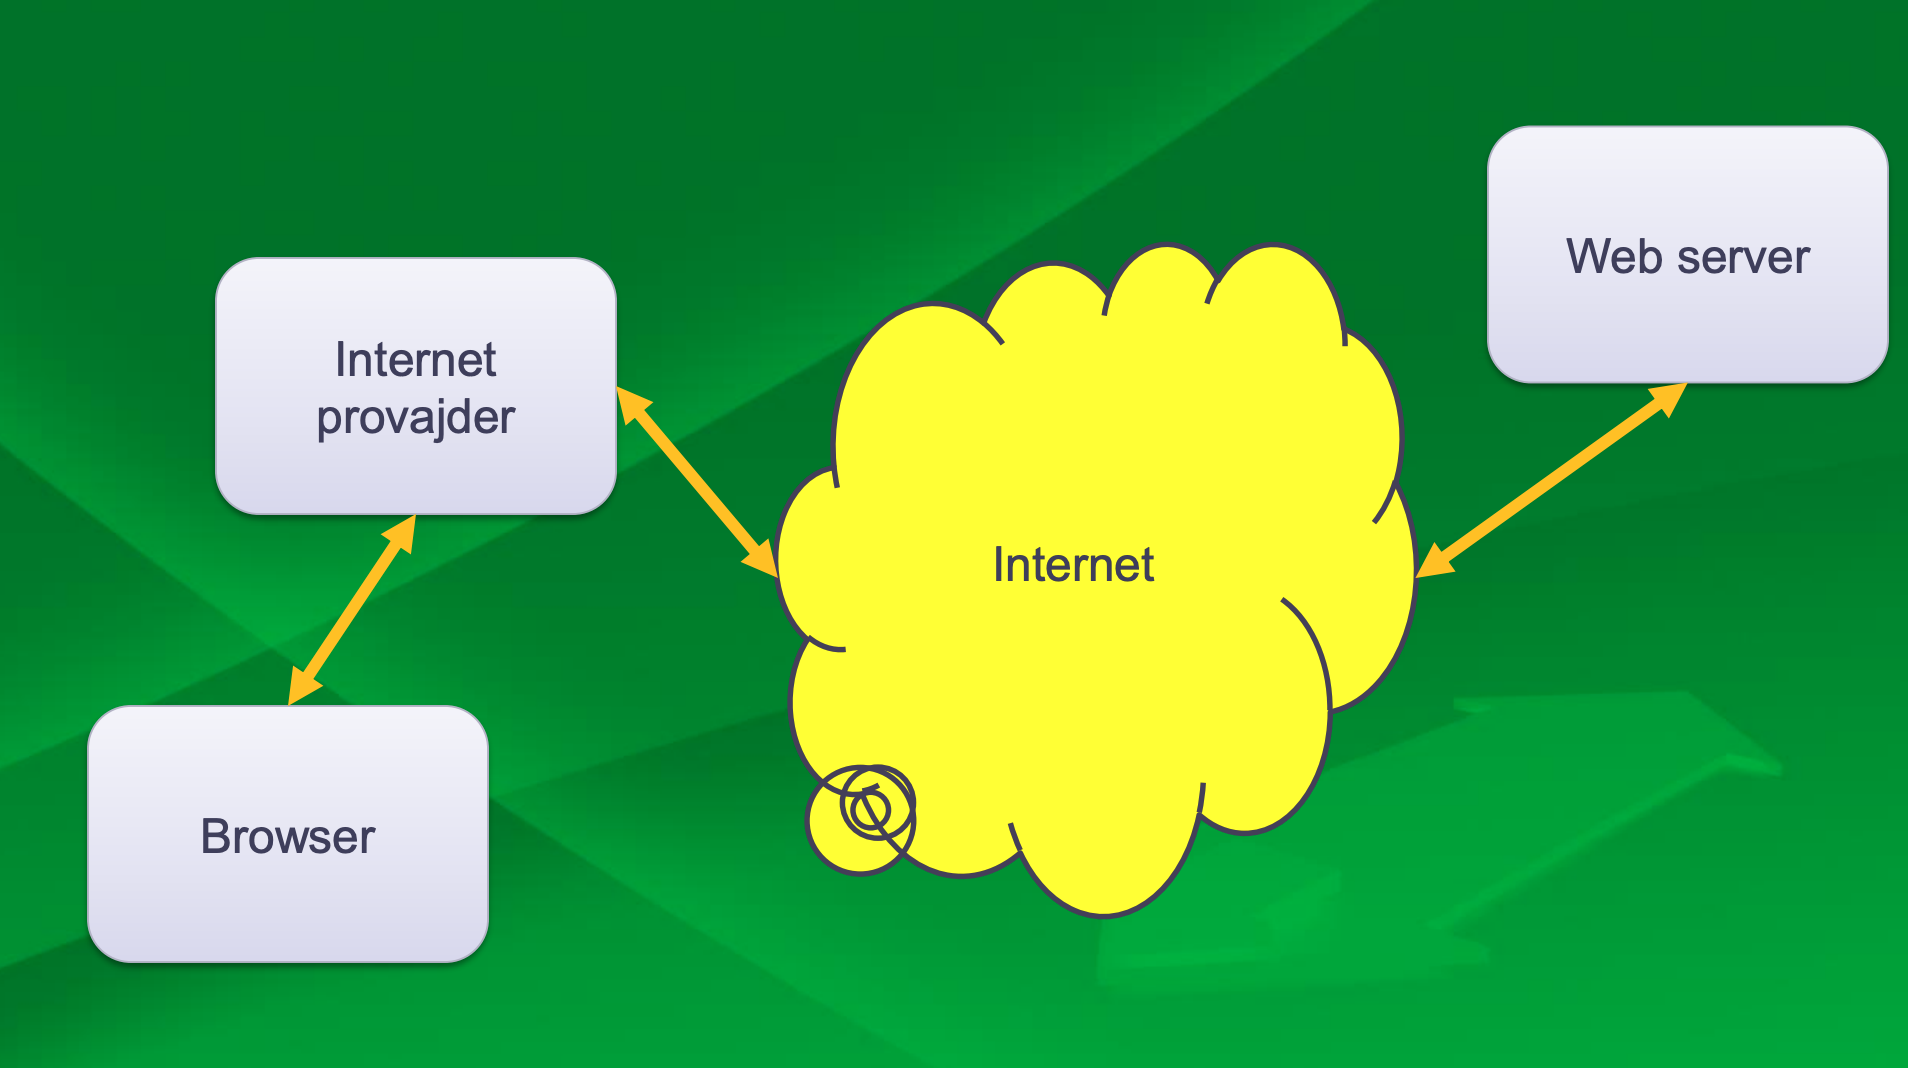 Web server
Internet
provajder
Internet
Browser